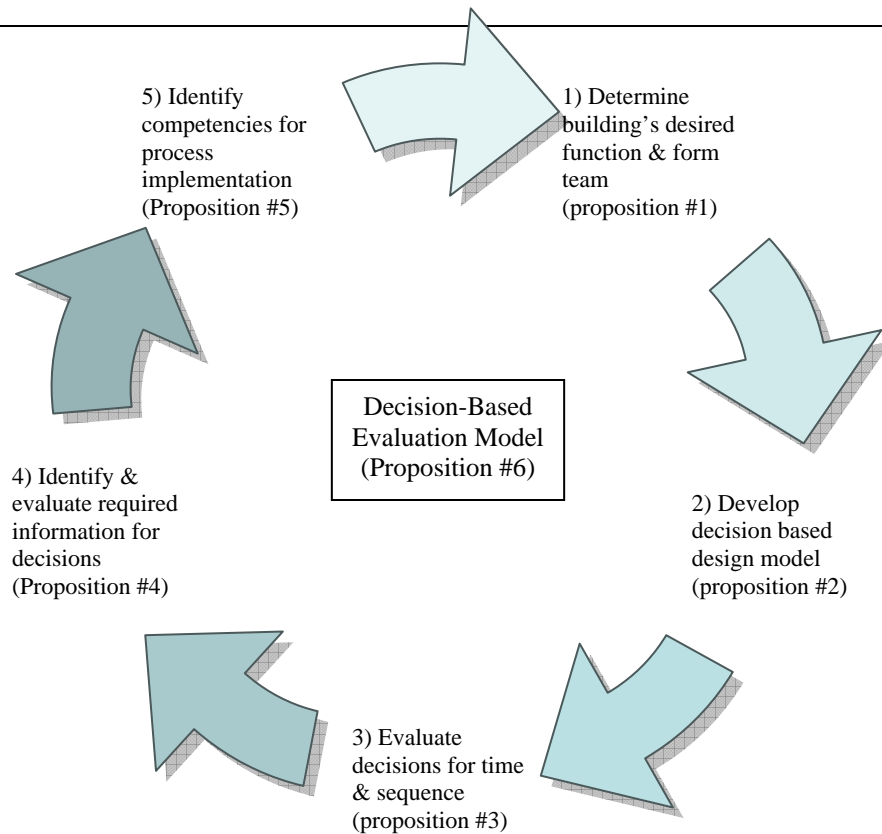 5) Identify
competencies for
process
implementation
(Proposition #5)
1) Determine
building’s desired
function & form
team
(proposition #1)
Decision-Based
Evaluation Model
(Proposition #6)
4) Identify &
evaluate required
information for
decisions
(Proposition #4)
2) Develop
decision based
design model
(proposition #2)
3) Evaluate
decisions for time
& sequence
(proposition #3)